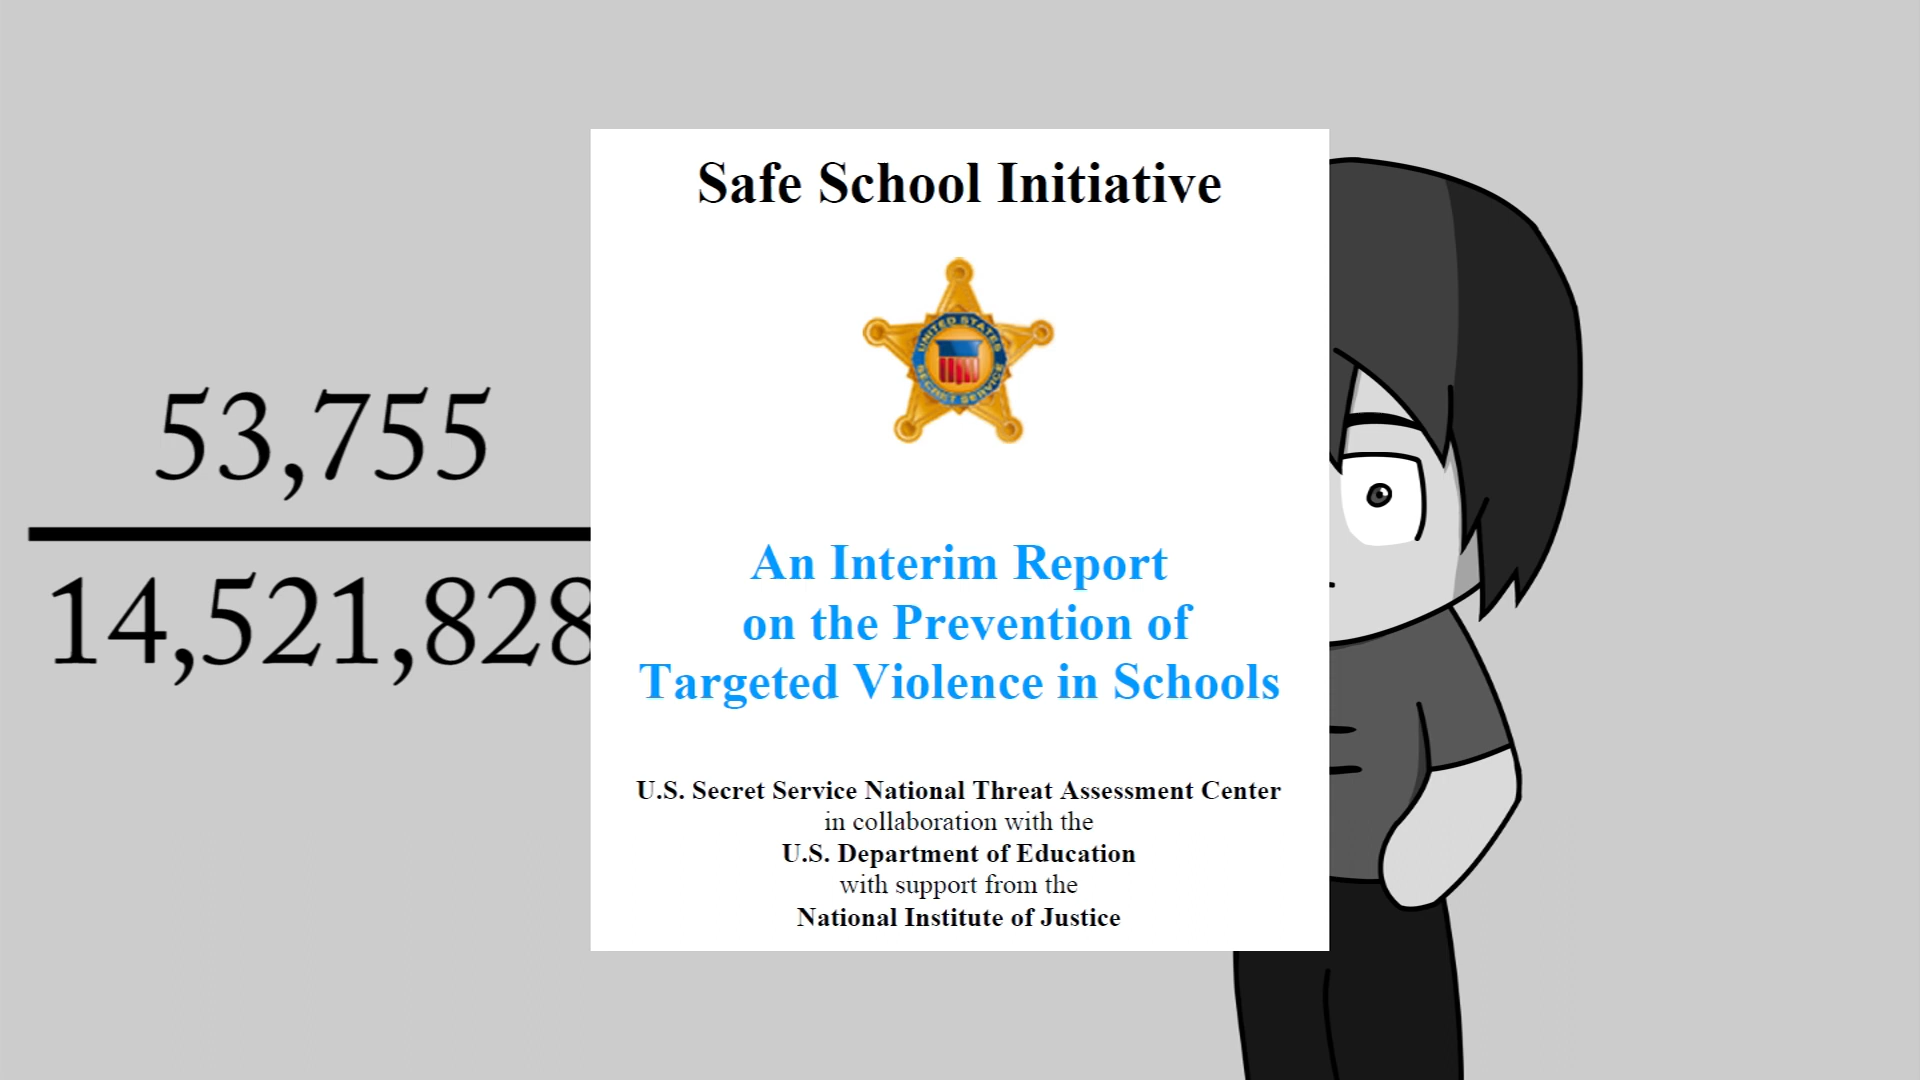 53,755
14,521,828
Safe School Initiative
UNITED STATES
SECRET SERVICE
An Interim Report
on the Prevention of
Targeted Violence in Schools
U.S. Secret Service National Threat Assessment Center
in collaboration with the
U.S. Department of Education
with support from the
National Institute of Justice